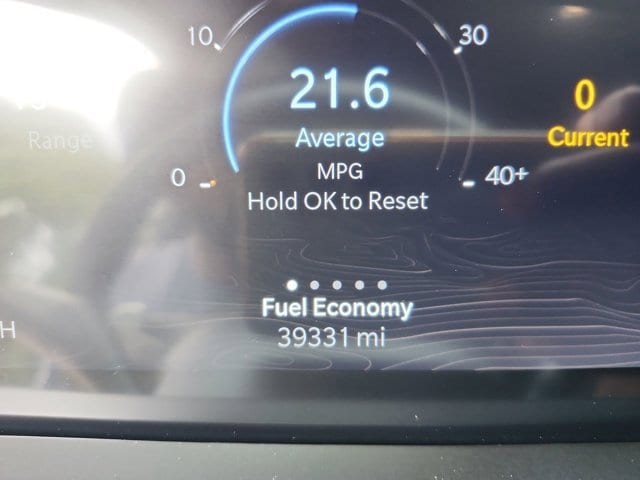 10
30
21.6
0
Range
Average
Current
MPG
0
40+
Hold OK to Reset
Fuel Economy
H
39331 mi